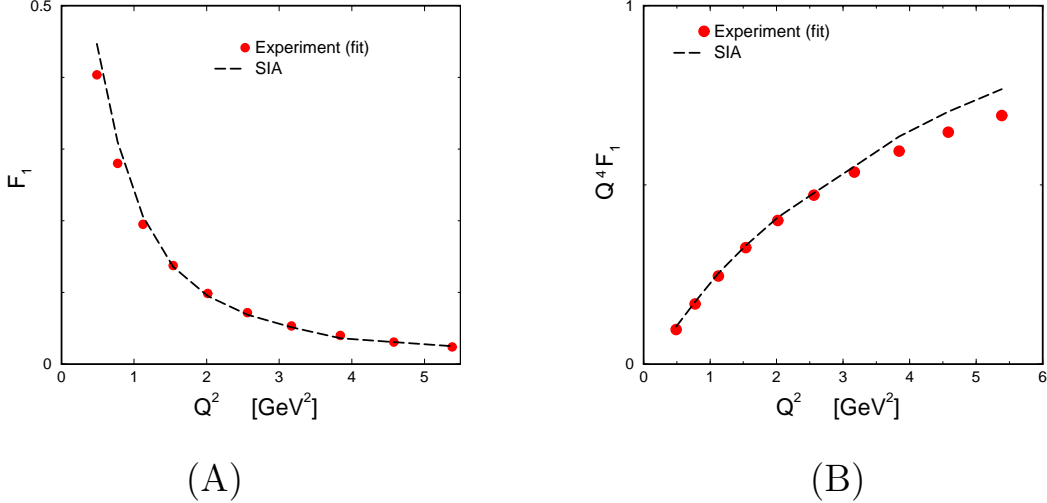 0.5
Experiment (fit)
SIA
F₁
0
0 1 2 3 4 5
Q² [GeV²]
(A)
1
Experiment (fit)
SIA
Q⁴F₁
0
0 1 2 3 4 5 6
Q² [GeV²]
(B)